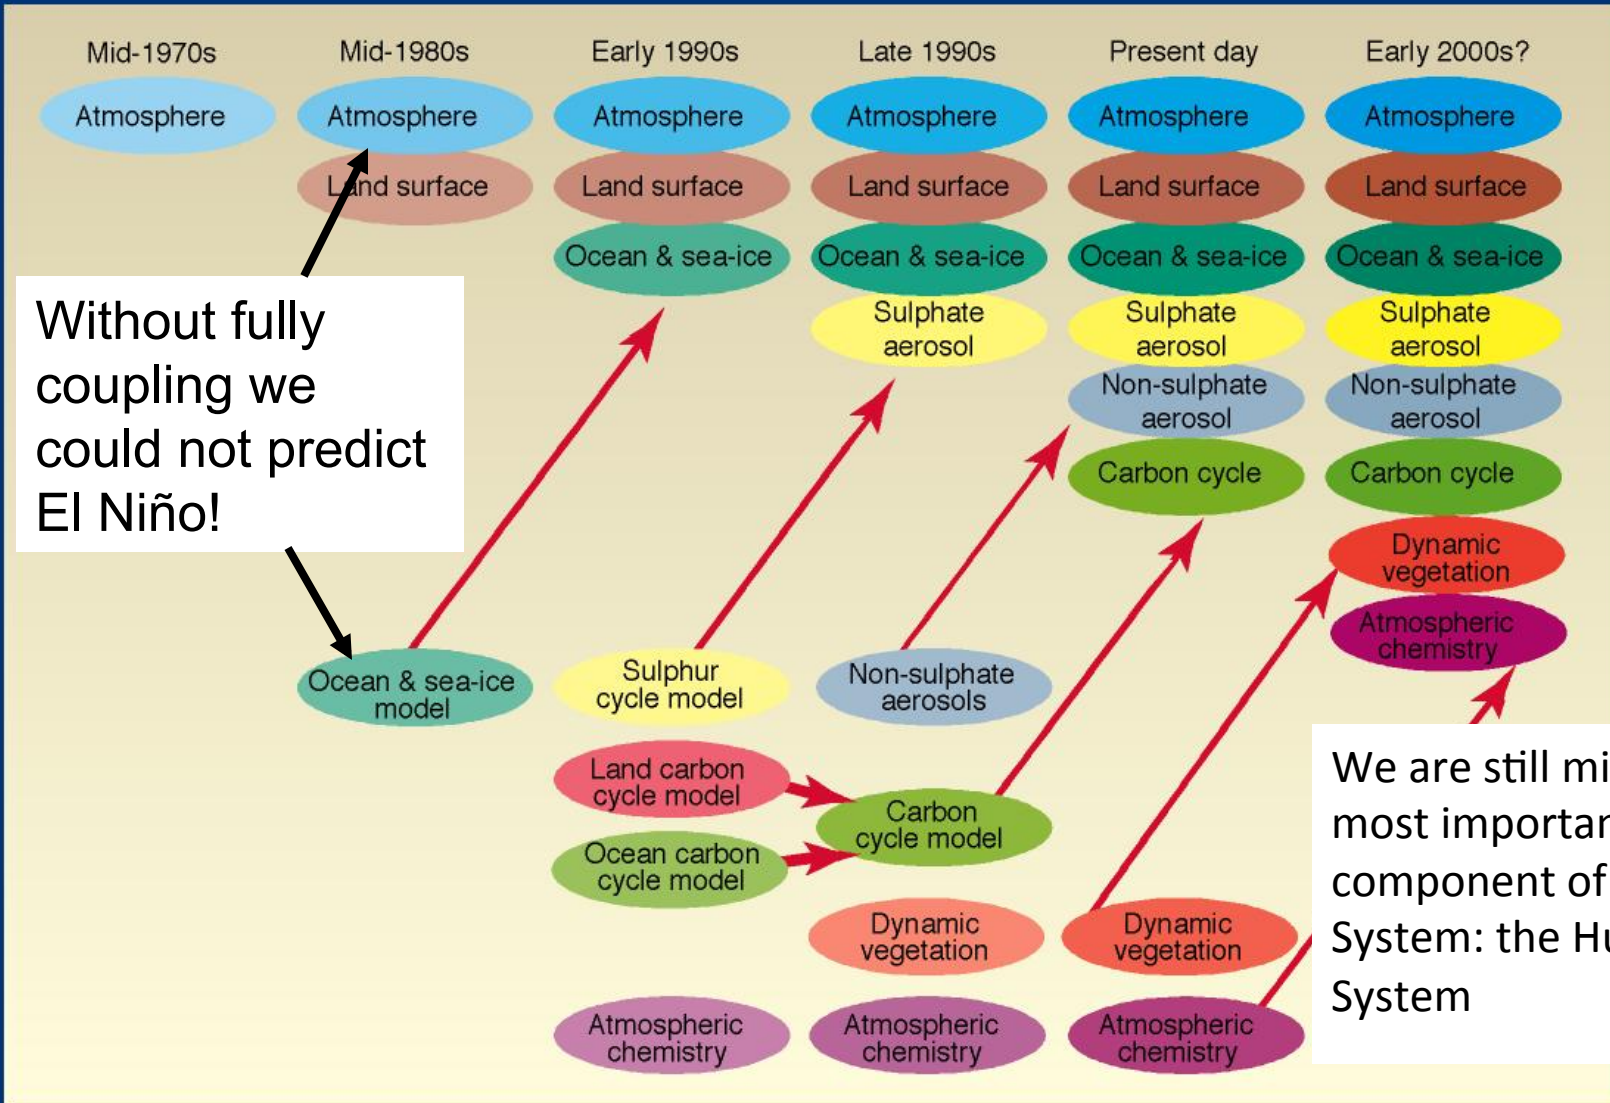 Mid-1970s
Mid-1980s
Early 1990s
Late 1990s
Present day
Early 2000s?
Atmosphere
Atmosphere
Atmosphere
Atmosphere
Atmosphere
Atmosphere
Land surface
Land surface
Land surface
Land surface
Land surface
Ocean & sea-ice
Ocean & sea-ice
Ocean & sea-ice
Ocean & sea-ice
Sulphate
aerosol
Sulphate
aerosol
Sulphate
aerosol
Non-sulphate
aerosol
Non-sulphate
aerosol
Carbon cycle
Carbon cycle
Dynamic
vegetation
Atmospheric
chemistry
Without fully
coupling we
could not predict
El Niño!
Ocean & sea-ice
model
Sulphur
cycle model
Non-sulphate
aerosols
Land carbon
cycle model
Carbon
cycle model
Ocean carbon
cycle model
Dynamic
vegetation
Dynamic
vegetation
Atmospheric
chemistry
Atmospheric
chemistry
Atmospheric
chemistry
We are still
most
component of
System: the
System